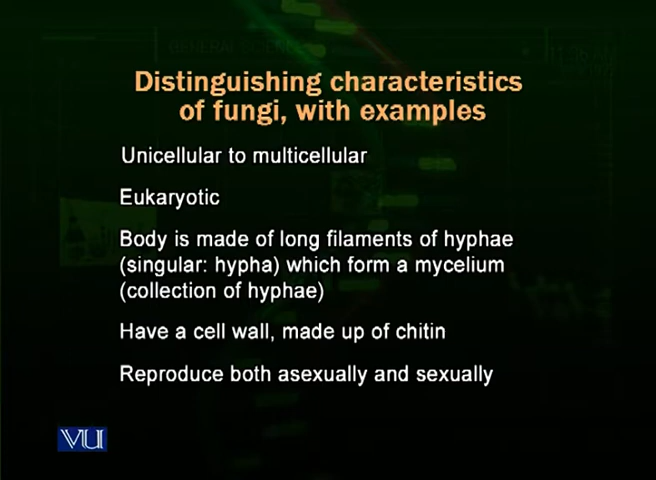 Distinguishing characteristics
of fungi, with examples
Unicellular to multicellular
Eukaryotic
Body is made of long filaments of hyphae
(singular: hypha) which form a mycelium
(collection of hyphae)
Have a cell wall, made up of chitin
Reproduce both asexually and sexually
VU